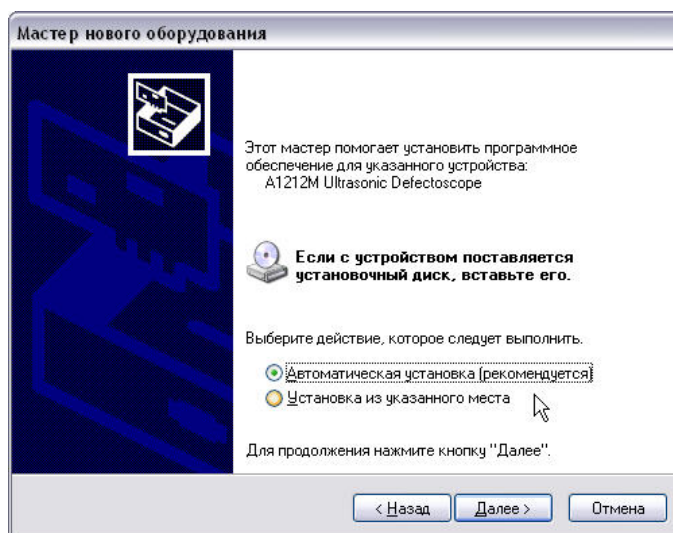 Мастер нового оборудования
Этот мастер помогает установить программное
обеспечение для указанного устройства:
A1212M Ultrasonic Defectoscope
Если с устройством поставляется
установочный диск, вставьте его.
Выберите действие, которое следует выполнить.
Автоматическая установка (рекомендуется)
Установка из указанного места
Для продолжения нажмите кнопку "Далее".
< Назад
Далее >
Отмена